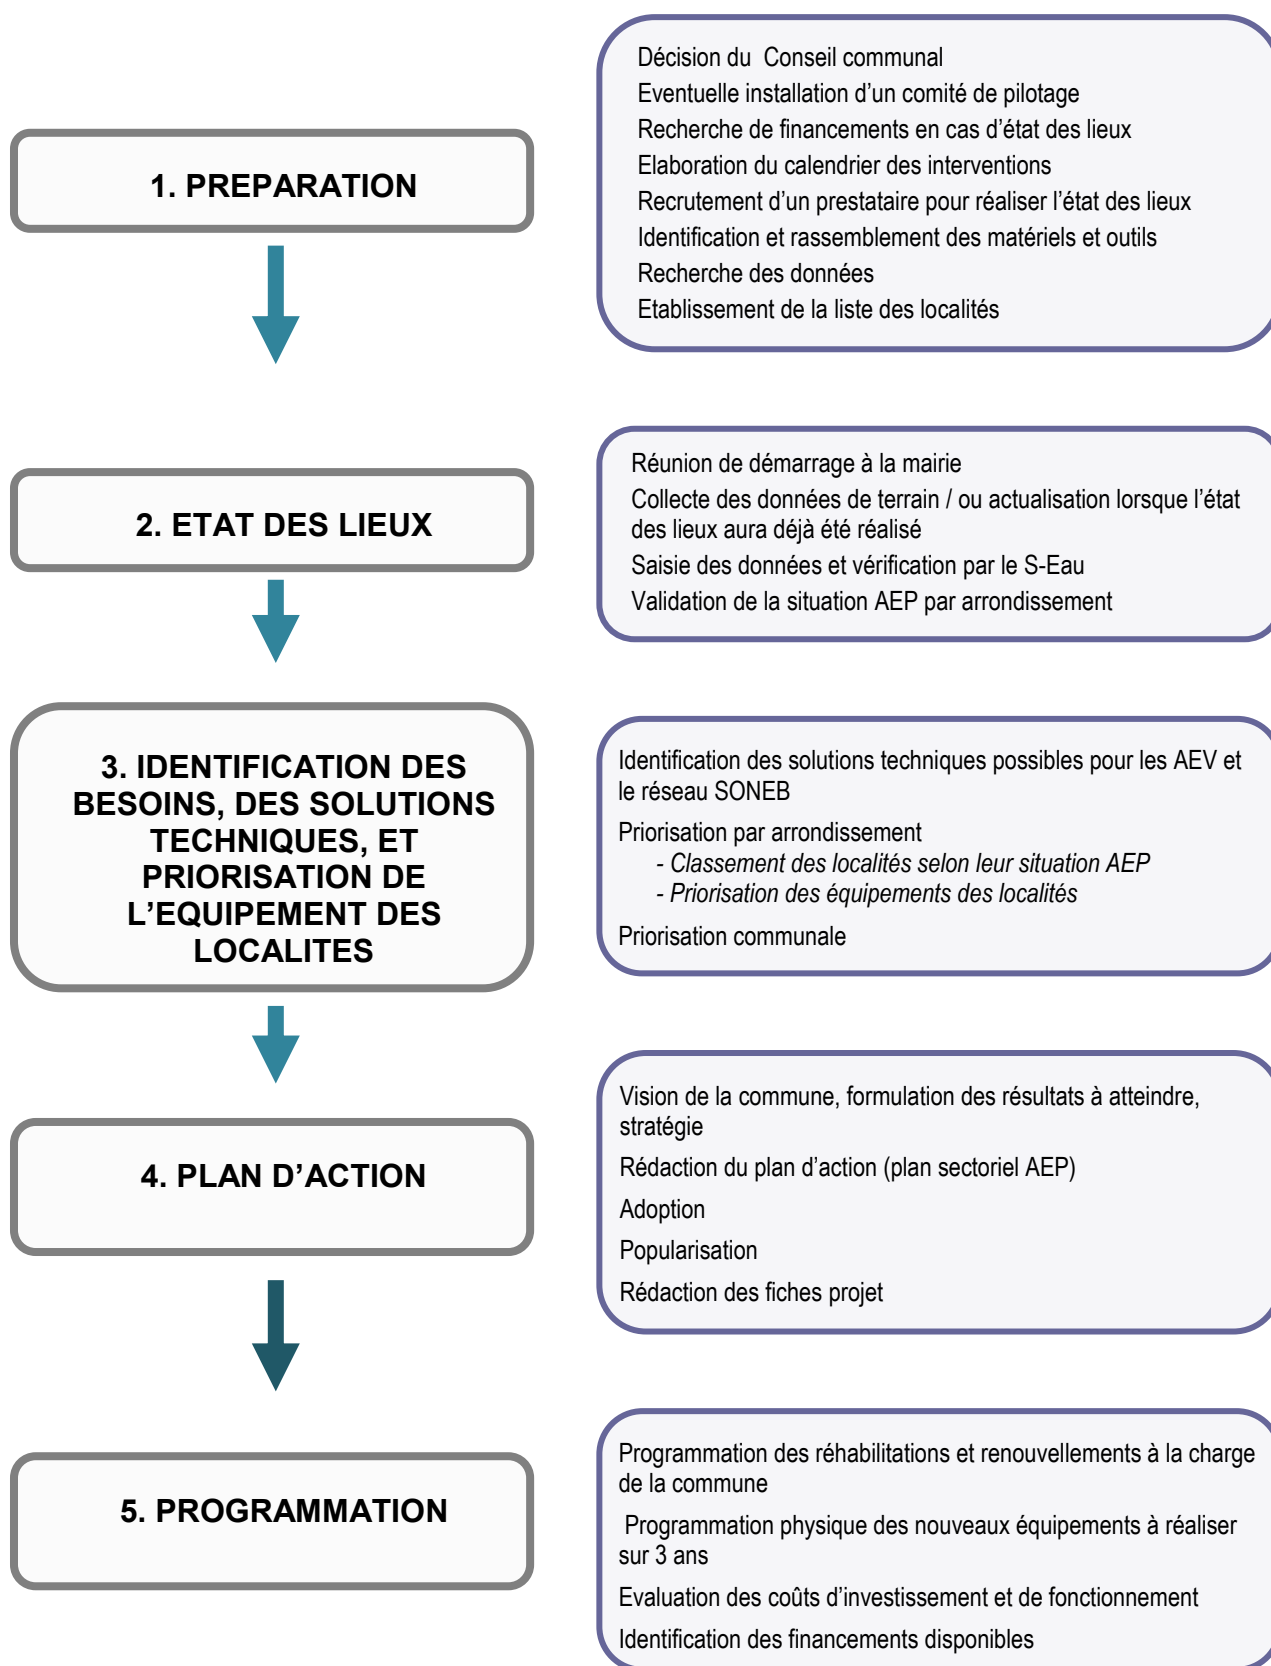 1. PREPARATION
Décision du  Conseil communal
Eventuelle installation d’un comité de pilotage
Recherche de financements en cas d’état des lieux
Elaboration du calendrier des interventions
Recrutement d’un prestataire pour réaliser l’état des lieux
Identification et rassemblement des matériels et outils
Recherche des données
Etablissement de la liste des localités
2. ETAT DES LIEUX
Réunion de démarrage à la mairie
Collecte des données de terrain / ou actualisation lorsque l’état
des lieux aura déjà été réalisé
Saisie des données et vérification par le S-Eau
Validation de la situation AEP par arrondissement
3. IDENTIFICATION DES
BESOINS, DES SOLUTIONS
TECHNIQUES, ET
PRIORISATION DE
L’EQUIPEMENT DES
LOCALITES
Identification des solutions techniques possibles pour les AEV et
le réseau SONEB
Priorisation par arrondissement
- Classement des localités selon leur situation AEP
- Priorisation des équipements des localités
Priorisation communale
4. PLAN D’ACTION
Vision de la commune, formulation des résultats à atteindre,
stratégie
Rédaction du plan d’action (plan sectoriel AEP)
Adoption
Popularisation
Rédaction des fiches projet
5. PROGRAMMATION
Programmation des réhabilitations et renouvellements à la charge
de la commune
Programmation physique des nouveaux équipements à réaliser
sur 3 ans
Evaluation des coûts d’investissement et de fonctionnement
Identification des financements disponibles